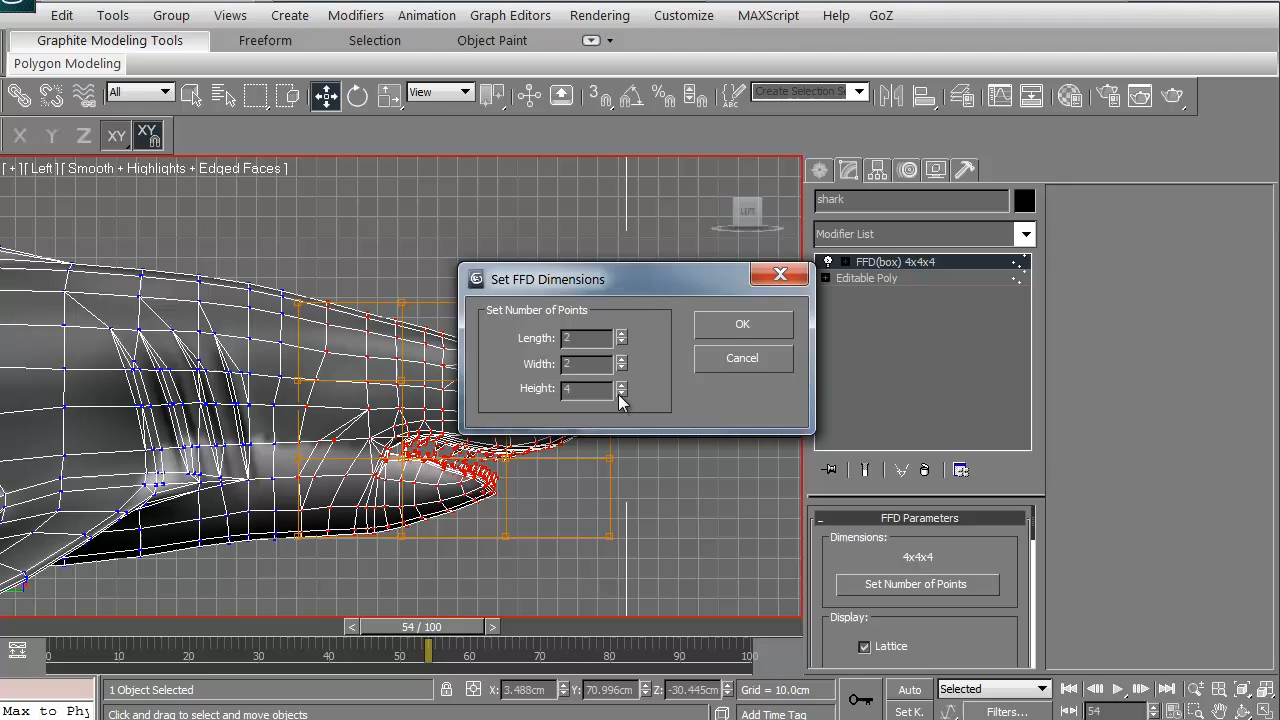 Edit Tools Group Views Create Modifiers Animation Graph Editors Rendering Customize MAXScript Help GoZ
Graphite Modeling Tools Freeform Selection Object Paint
Polygon Modeling
All View Create Selection Se
X Y Z XY XY
[ + ] [ Left ] [ Smooth + Highlights + Edged Faces ]
LEFT
shark
Modifier List
FFD(box) 4x4x4
Editable Poly
Set FFD Dimensions
Set Number of Points
Length: 2
Width: 2
Height: 4
OK
Cancel
FFD Parameters
Dimensions:
4x4x4
Set Number of Points
Display:
Lattice
< 54 / 100 >
0 10 20 30 40 50 60 70 80 90 100
1 Object Selected X: 3.488cm Y: 70.996cm Z: -30.445cm Grid = 10.0cm Auto Selected
Max to Phy Click and drag to select and move objects Add Time Tag Set K. Filters... 54